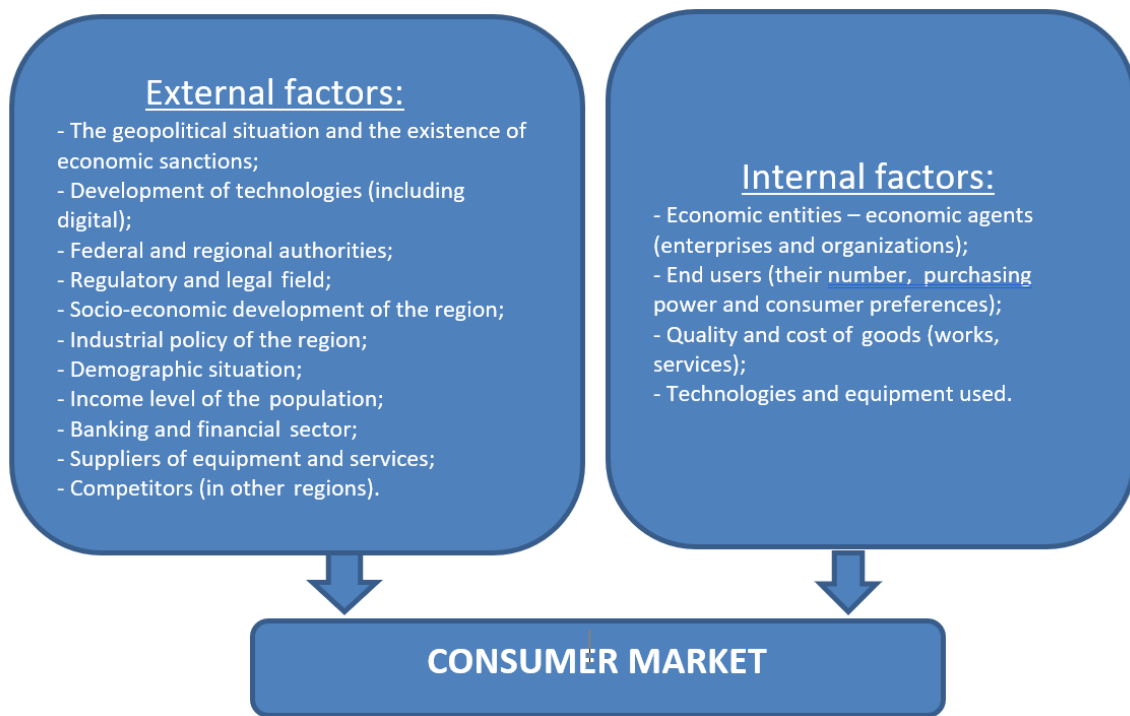 External factors:
- The geopolitical situation and the existence of
economic sanctions;
- Development of technologies (including
digital);
- Federal and regional authorities;
- Regulatory and legal field;
- Socio-economic development of the region;
- Industrial policy of the region;
- Demographic situation;
- Income level of the population;
- Banking and financial sector;
- Suppliers of equipment and services;
- Competitors (in other regions).
Internal factors:
- Economic entities – economic agents
(enterprises and organizations);
- End users (their number, purchasing
power and consumer preferences);
- Quality and cost of goods (works,
services);
- Technologies and equipment used.
CONSUMER MARKET